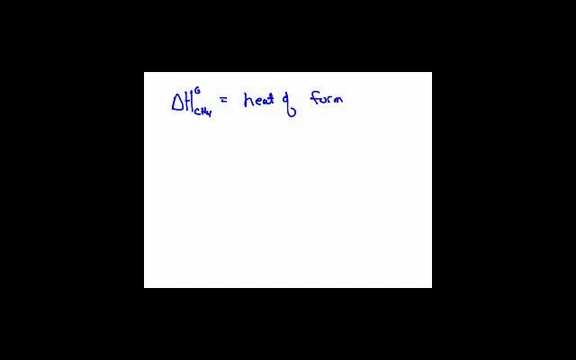 ΔH°CH4 = heat of form